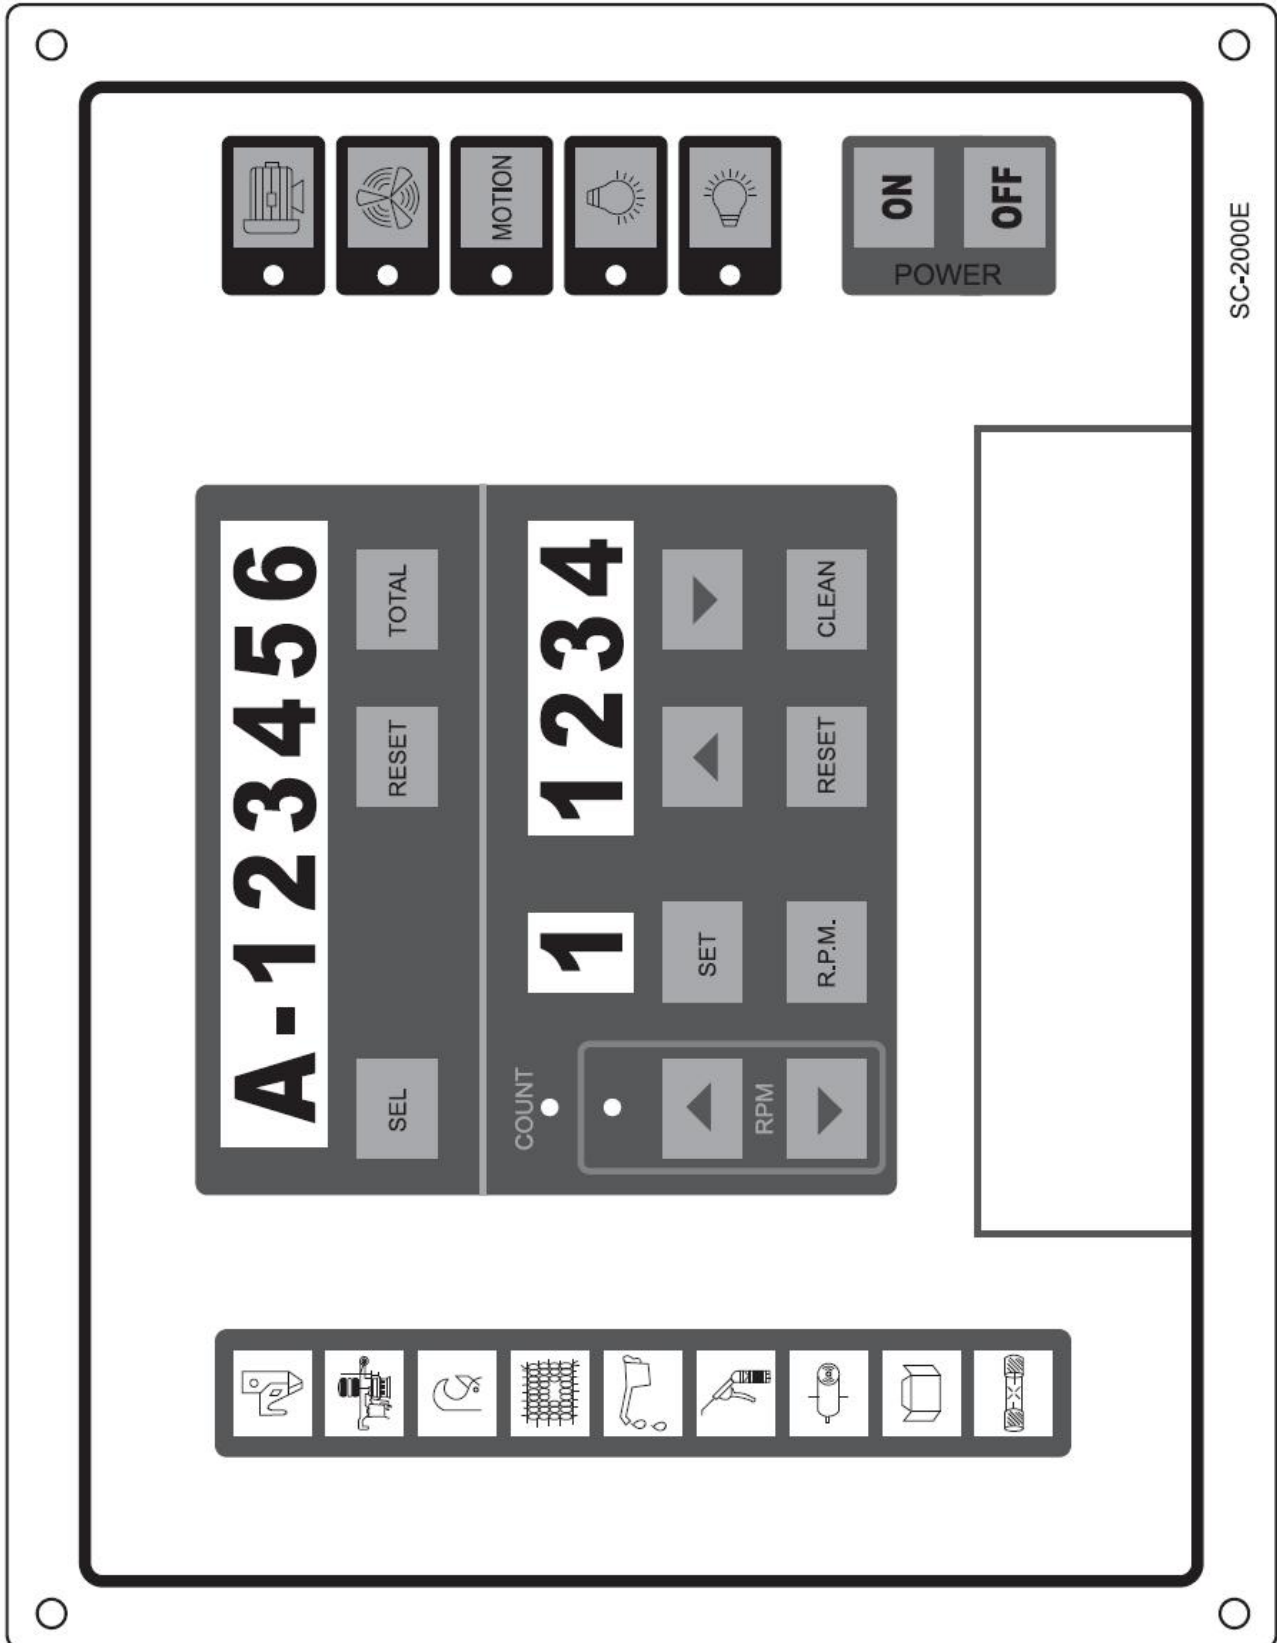 A-123456
SEL
RESET
TOTAL
COUNT
1
1234
SET
RPM
R.P.M.
RESET
CLEAN
MOTION
POWER
ON
OFF
SC-2000E